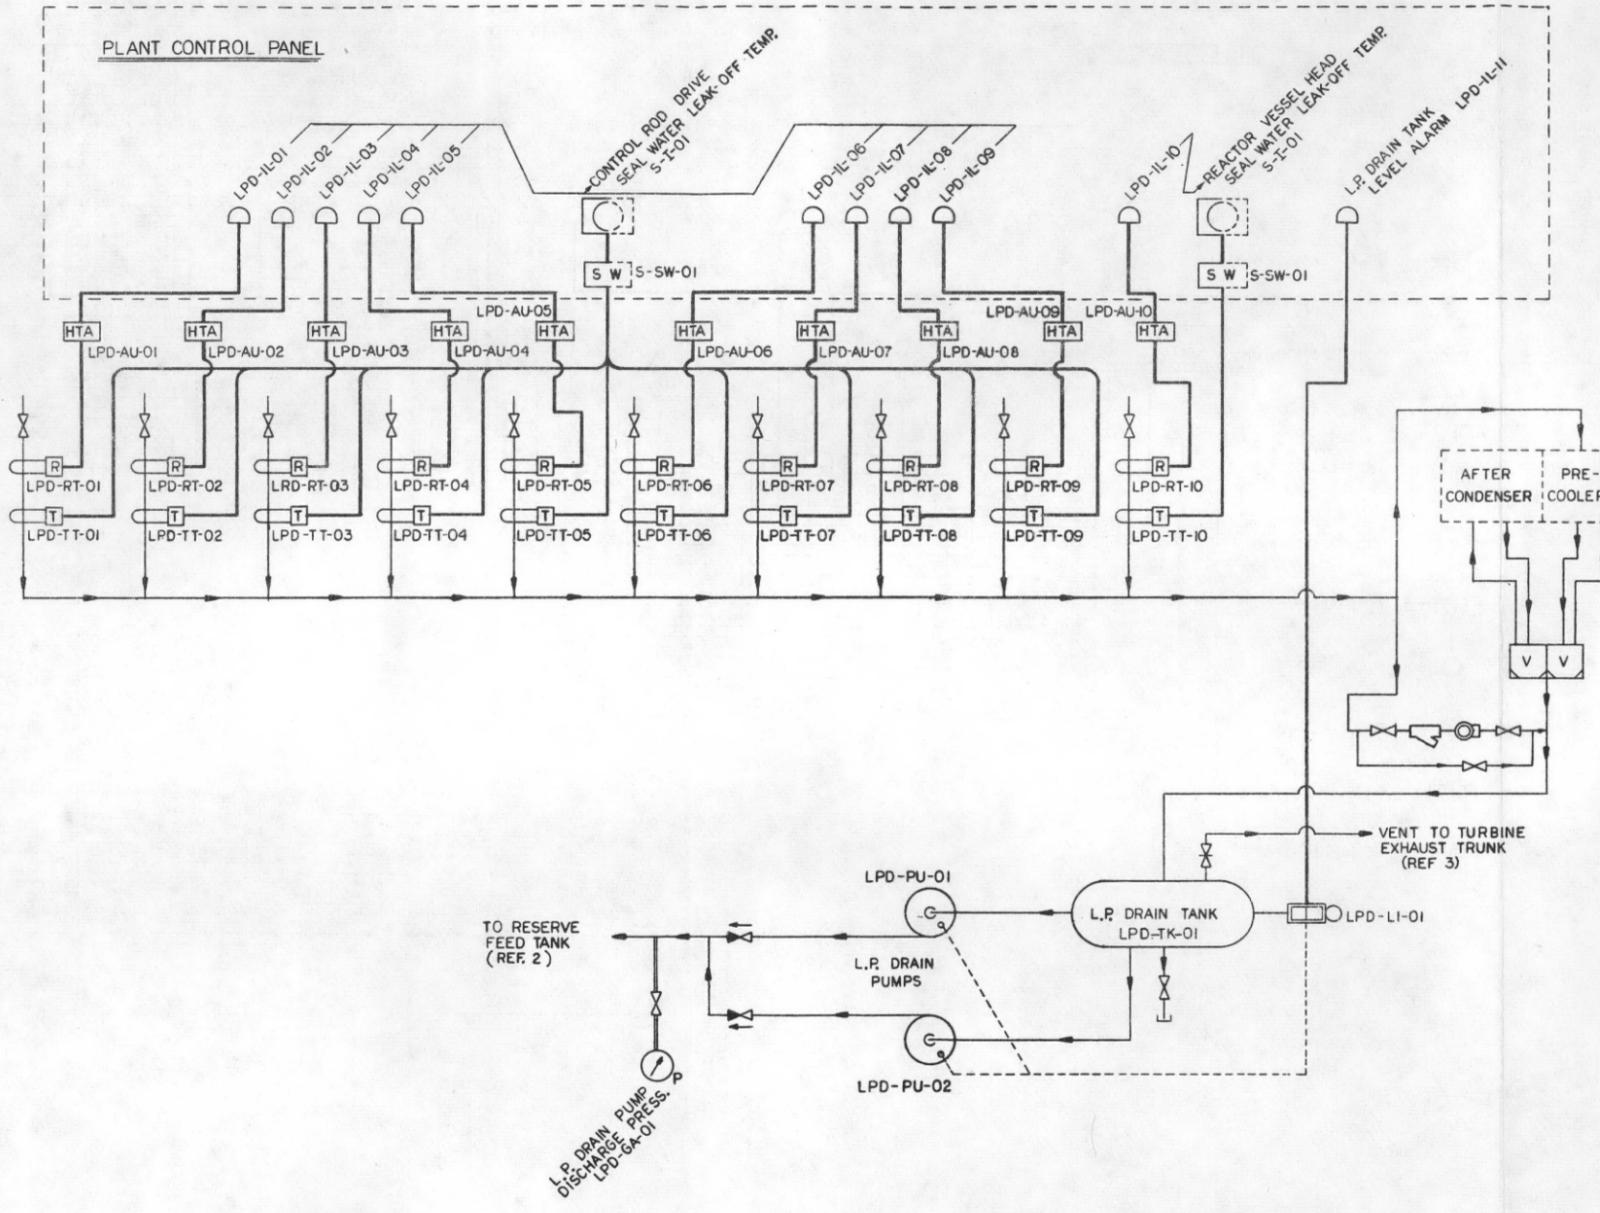 PLANT CONTROL PANEL
LPD-IL-01
LPD-IL-02
LPD-IL-03
LPD-IL-04
LPD-IL-05
CONTROL ROD DRIVE
SEAL WATER LEAK-OFF TEMP.
S-I-01
LPD-IL-06
LPD-IL-07
LPD-IL-08
LPD-IL-09
LPD-IL-10
REACTOR VESSEL HEAD
SEAL WATER LEAK-OFF TEMP.
S-I-01
L.P. DRAIN TANK
LEVEL ALARM LPD-IL-11
S W
S-SW-01
S W
S-SW-01
HTA
LPD-AU-01
HTA
LPD-AU-02
HTA
LPD-AU-03
HTA
LPD-AU-04
LPD-AU-05
HTA
HTA
LPD-AU-06
HTA
LPD-AU-07
HTA
LPD-AU-08
LPD-AU-09
HTA
LPD-AU-10
HTA
R
LPD-RT-01
R
LPD-RT-02
R
LRD-RT-03
R
LPD-RT-04
R
LPD-RT-05
R
LPD-RT-06
R
LPD-RT-07
R
LPD-RT-08
R
LPD-RT-09
R
LPD-RT-10
T
LPD-TT-01
T
LPD-TT-02
T
LPD-TT-03
T
LPD-TT-04
T
LPD-TT-05
T
LPD-TT-06
T
LPD-TT-07
T
LPD-TT-08
T
LPD-TT-09
T
LPD-TT-10
AFTER
CONDENSER
PRE-
COOLER
V
V
VENT TO TURBINE
EXHAUST TRUNK
(REF 3)
LPD-PU-01
L.P. DRAIN TANK
LPD-TK-01
LPD-LI-01
TO RESERVE
FEED TANK
(REF. 2)
L.P. DRAIN
PUMPS
LPD-PU-02
P
L.P. DRAIN PUMP
DISCHARGE PRESS.
LPD-GA-01